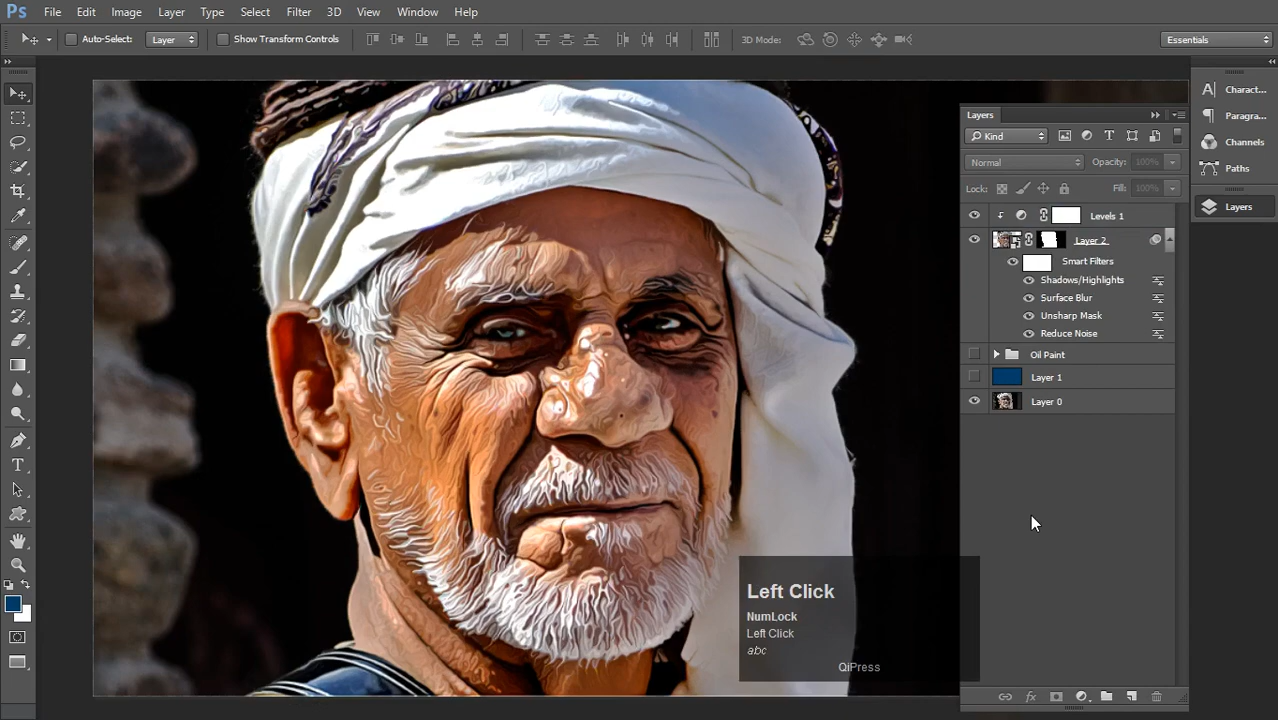 Ps File Edit Image Layer Type Select Filter 3D View Window Help
Auto-Select: Layer Show Transform Controls 3D Mode: Essentials
Layers
Kind
Normal Opacity: 100%
Lock: Fill: 100%
Levels 1
Layer 2
Smart Filters
Shadows/Highlights
Surface Blur
Unsharp Mask
Reduce Noise
Oil Paint
Layer 1
Layer 0
Charact...
Paragra...
Channels
Paths
Layers
Left Click
NumLock
Left Click
abc
QiPress